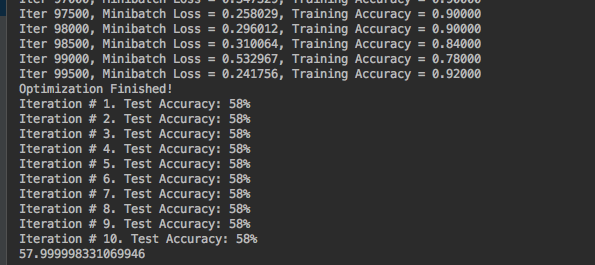 Iter 97000, Minibatch Loss = 0.347329, Training Accuracy = 0.90000
Iter 97500, Minibatch Loss = 0.258029, Training Accuracy = 0.90000
Iter 98000, Minibatch Loss = 0.296012, Training Accuracy = 0.90000
Iter 98500, Minibatch Loss = 0.310064, Training Accuracy = 0.84000
Iter 99000, Minibatch Loss = 0.532967, Training Accuracy = 0.78000
Iter 99500, Minibatch Loss = 0.241756, Training Accuracy = 0.92000
Optimization Finished!
Iteration # 1. Test Accuracy: 58%
Iteration # 2. Test Accuracy: 58%
Iteration # 3. Test Accuracy: 58%
Iteration # 4. Test Accuracy: 58%
Iteration # 5. Test Accuracy: 58%
Iteration # 6. Test Accuracy: 58%
Iteration # 7. Test Accuracy: 58%
Iteration # 8. Test Accuracy: 58%
Iteration # 9. Test Accuracy: 58%
Iteration # 10. Test Accuracy: 58%
57.999998331069946